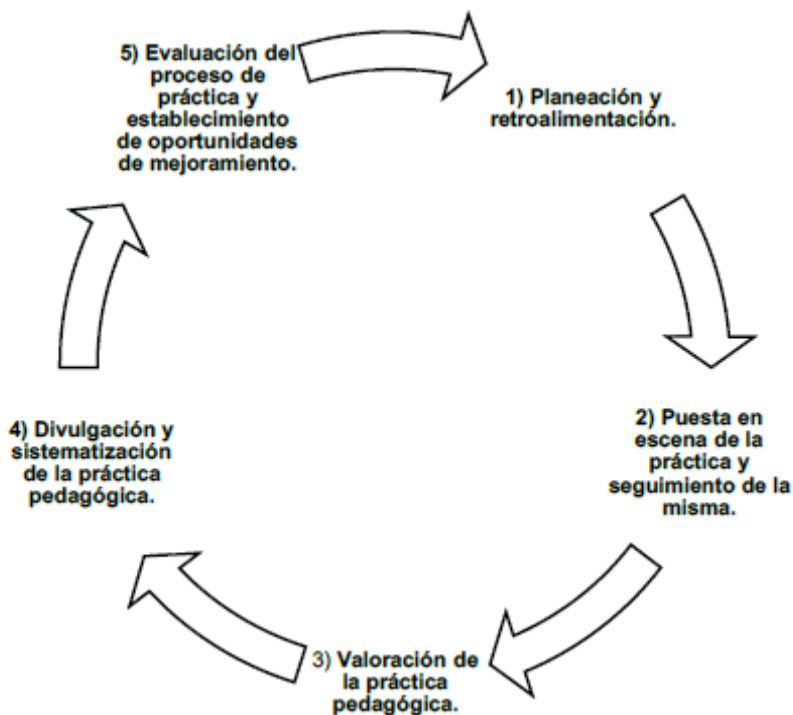 1) Planeación y
retroalimentación.
2) Puesta en
escena de la
práctica y
seguimiento de la
misma.
3) Valoración de
la práctica
pedagógica.
4) Divulgación y
sistematización
de la práctica
pedagógica.
5) Evaluación del
proceso de
práctica y
establecimiento
de oportunidades
de mejoramiento.